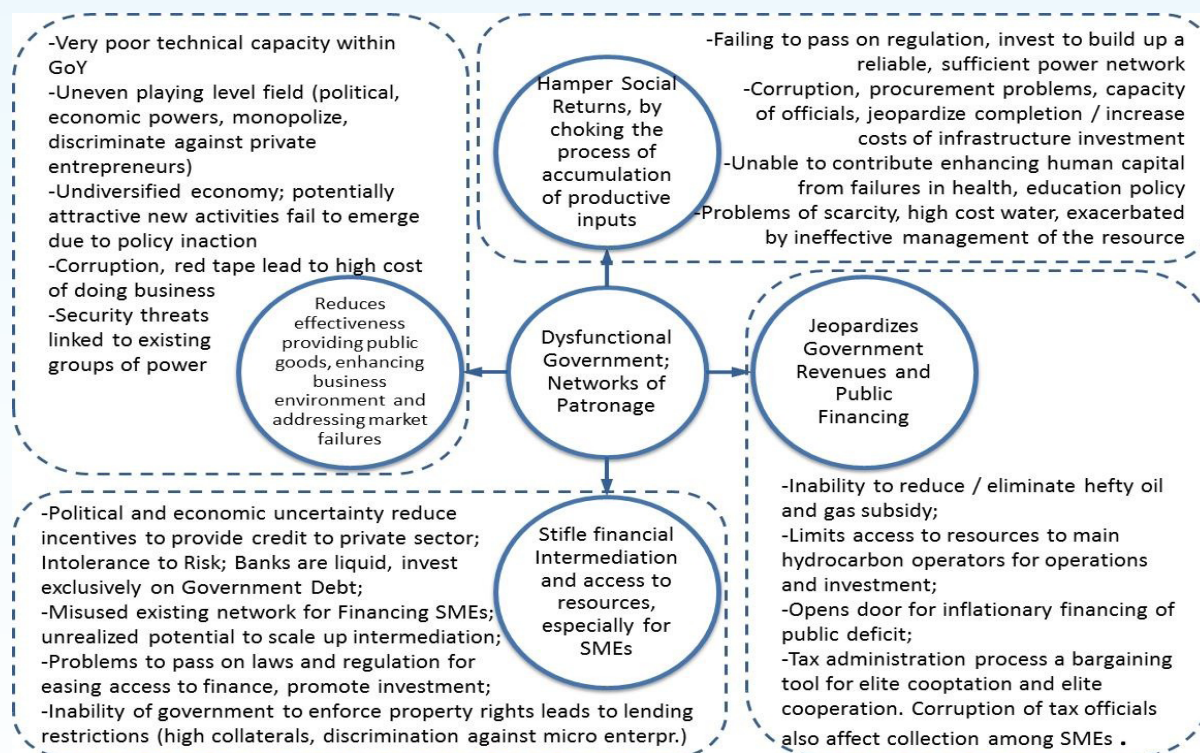 -Very poor technical capacity within
GoY
-Uneven playing level field (political,
economic powers, monopolize,
discriminate against private
entrepreneurs)
-Undiversified economy; potentially
attractive new activities fail to emerge
due to policy inaction
-Corruption, red tape lead to high cost
of doing business
-Security threats
linked to existing
groups of power
Reduces
effectiveness
providing public
goods, enhancing
business
environment and
addressing market
failures
Hamper Social
Returns, by
choking the
process of
accumulation
of productive
inputs
-Failing to pass on regulation, invest to build up a
reliable, sufficient power network
-Corruption, procurement problems, capacity
of officials, jeopardize completion / increase
costs of infrastructure investment
-Unable to contribute enhancing human capital
from failures in health, education policy
-Problems of scarcity, high cost water, exacerbated
by ineffective management of the resource
Dysfunctional
Government;
Networks of
Patronage
Jeopardizes
Government
Revenues and
Public
Financing
-Inability to reduce / eliminate hefty oil
and gas subsidy;
-Limits access to resources to main
hydrocarbon operators for operations
and investment;
-Opens door for inflationary financing of
public deficit;
-Tax administration process a bargaining
tool for elite cooptation and elite
cooperation. Corruption of tax officials
also affect collection among SMEs .
-Political and economic uncertainty reduce
incentives to provide credit to private sector;
Intolerance to Risk; Banks are liquid, invest
exclusively on Government Debt;
-Misused existing network for Financing SMEs;
unrealized potential to scale up intermediation;
-Problems to pass on laws and regulation for
easing access to finance, promote investment;
-Inability of government to enforce property rights leads to lending
restrictions (high collaterals, discrimination against micro enterpr.)
Stifle financial
Intermediation
and access to
resources,
especially for
SMEs